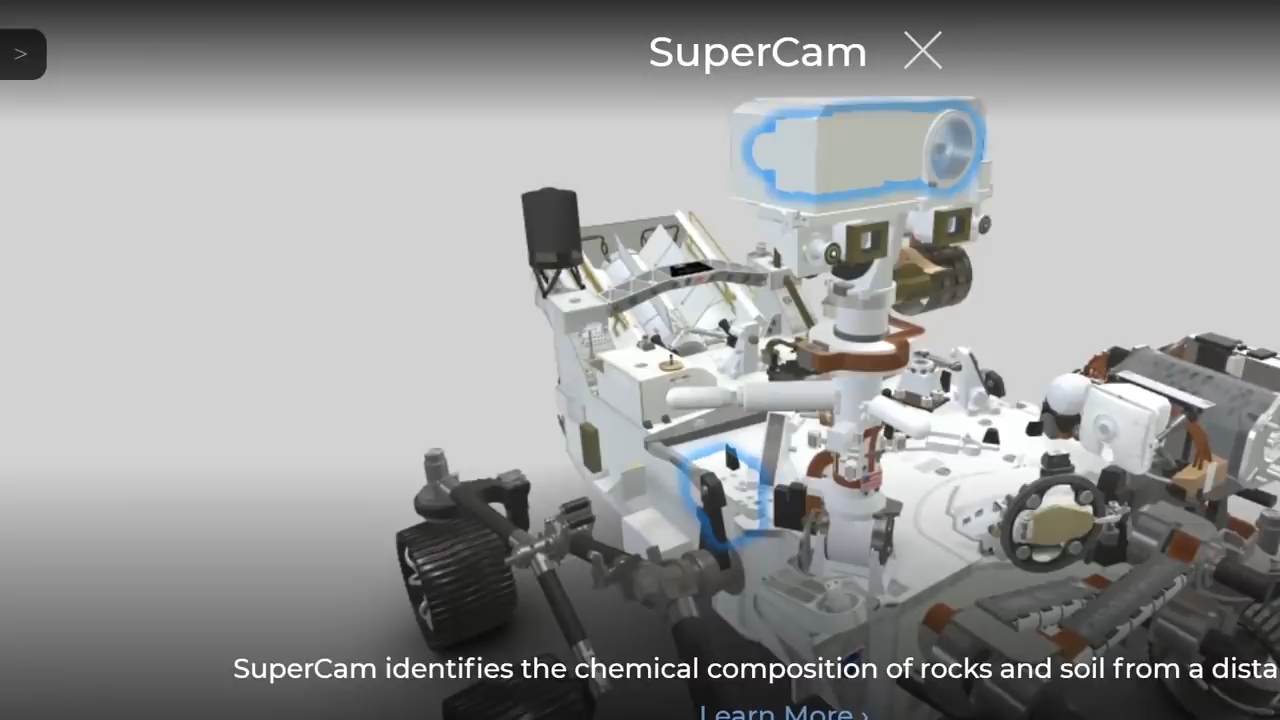 >
SuperCam
SuperCam identifies the chemical composition of rocks and soil from a dista
Learn More ›